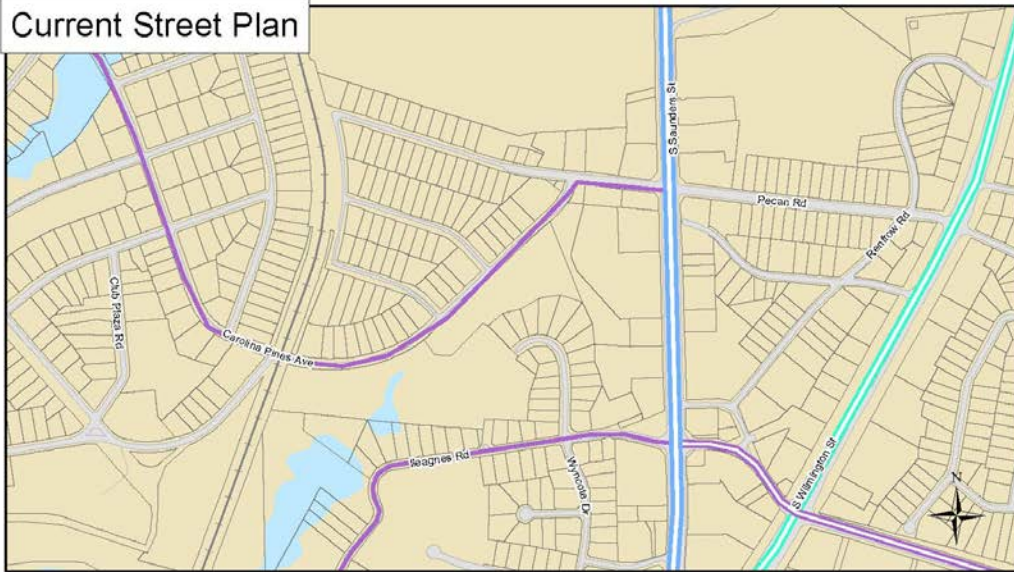 Current Street Plan
S Saunders St
Pecan Rd
Renfrow Rd
Club Plaza Rd
Carolina Pines Ave
Ileagnes Rd
Wyncote Dr
S Wilmington St
N